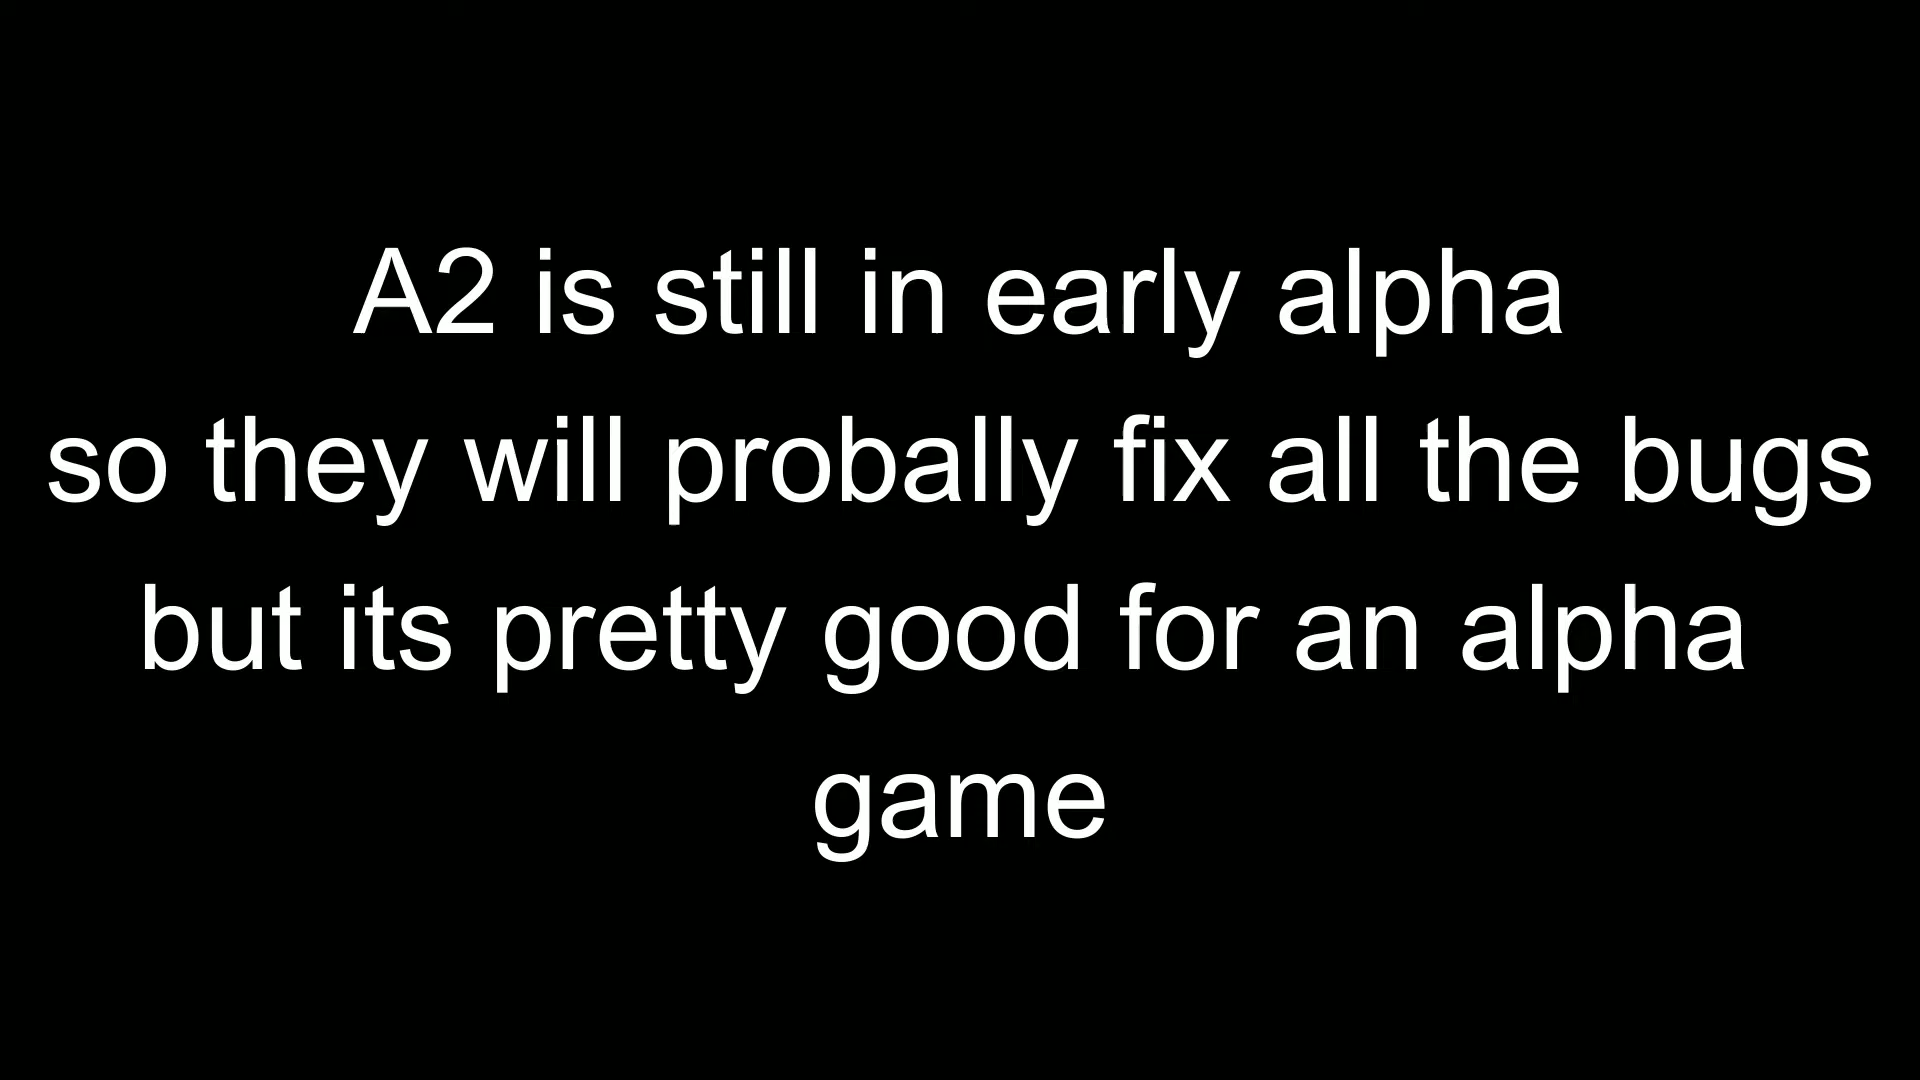 A2 is still in early alpha
so they will probally fix all the bugs
but its pretty good for an alpha
game